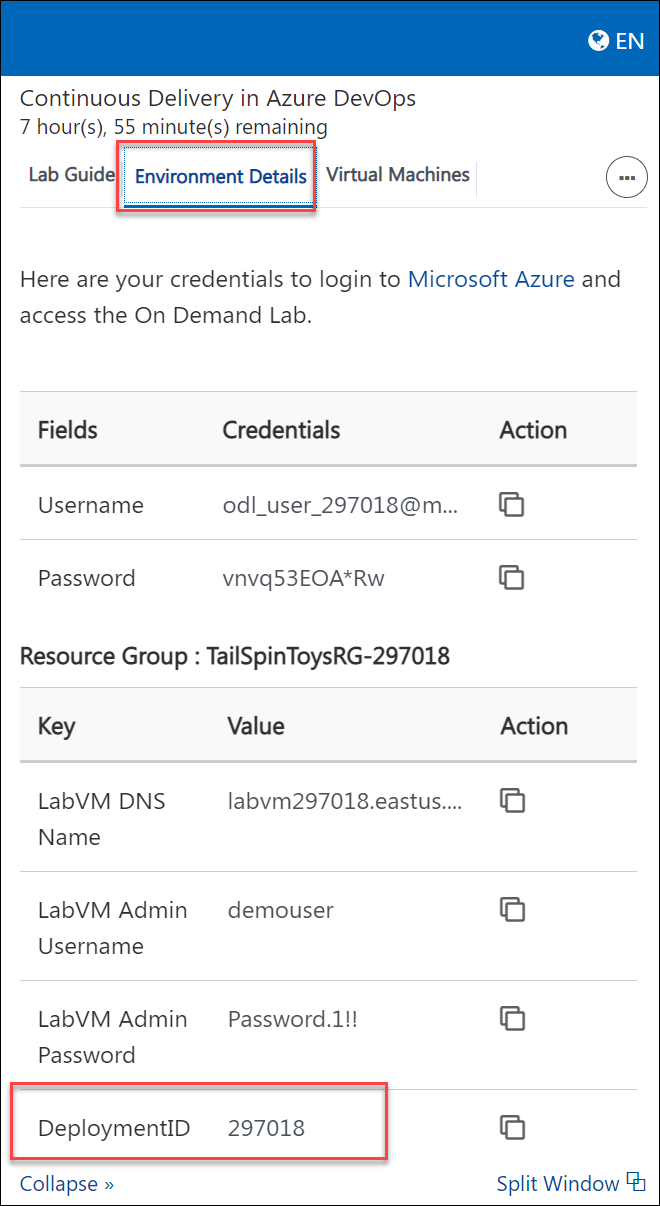 EN
Continuous Delivery in Azure DevOps
7 hour(s), 55 minute(s) remaining
Lab Guide Environment Details Virtual Machines
Here are your credentials to login to Microsoft Azure and
access the On Demand Lab.
Fields Credentials Action
Username odl_user_297018@m...
Password vnvq53EOA*Rw
Resource Group : TailSpinToysRG-297018
Key Value Action
LabVM DNS labvm297018.eastus....
Name
LabVM Admin demouser
Username
LabVM Admin Password.1!!
Password
DeploymentID 297018
Collapse » Split Window